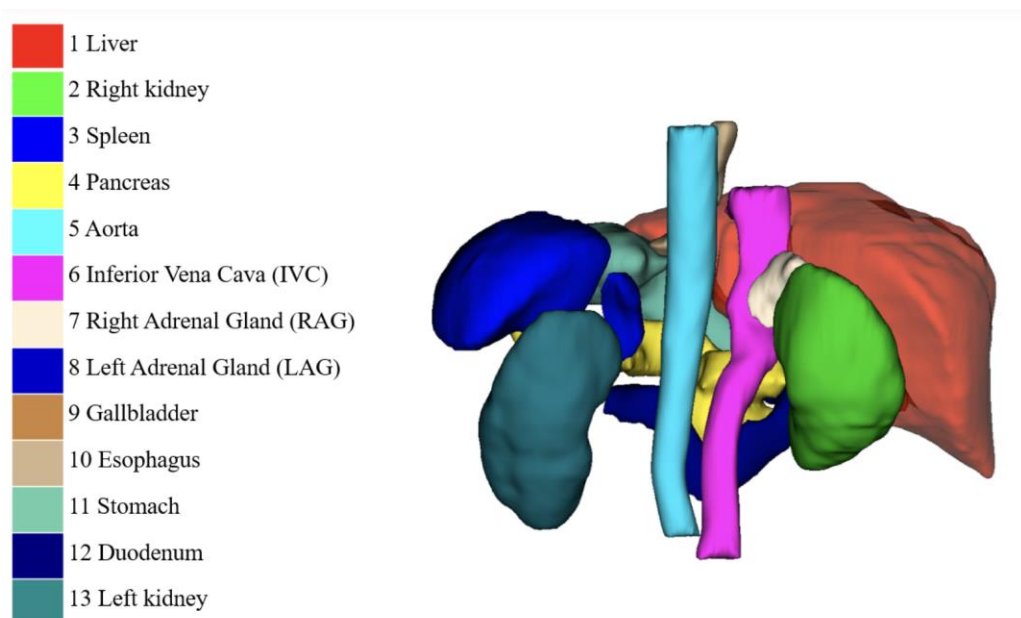 1 Liver
2 Right kidney
3 Spleen
4 Pancreas
5 Aorta
6 Inferior Vena Cava (IVC)
7 Right Adrenal Gland (RAG)
8 Left Adrenal Gland (LAG)
9 Gallbladder
10 Esophagus
11 Stomach
12 Duodenum
13 Left kidney